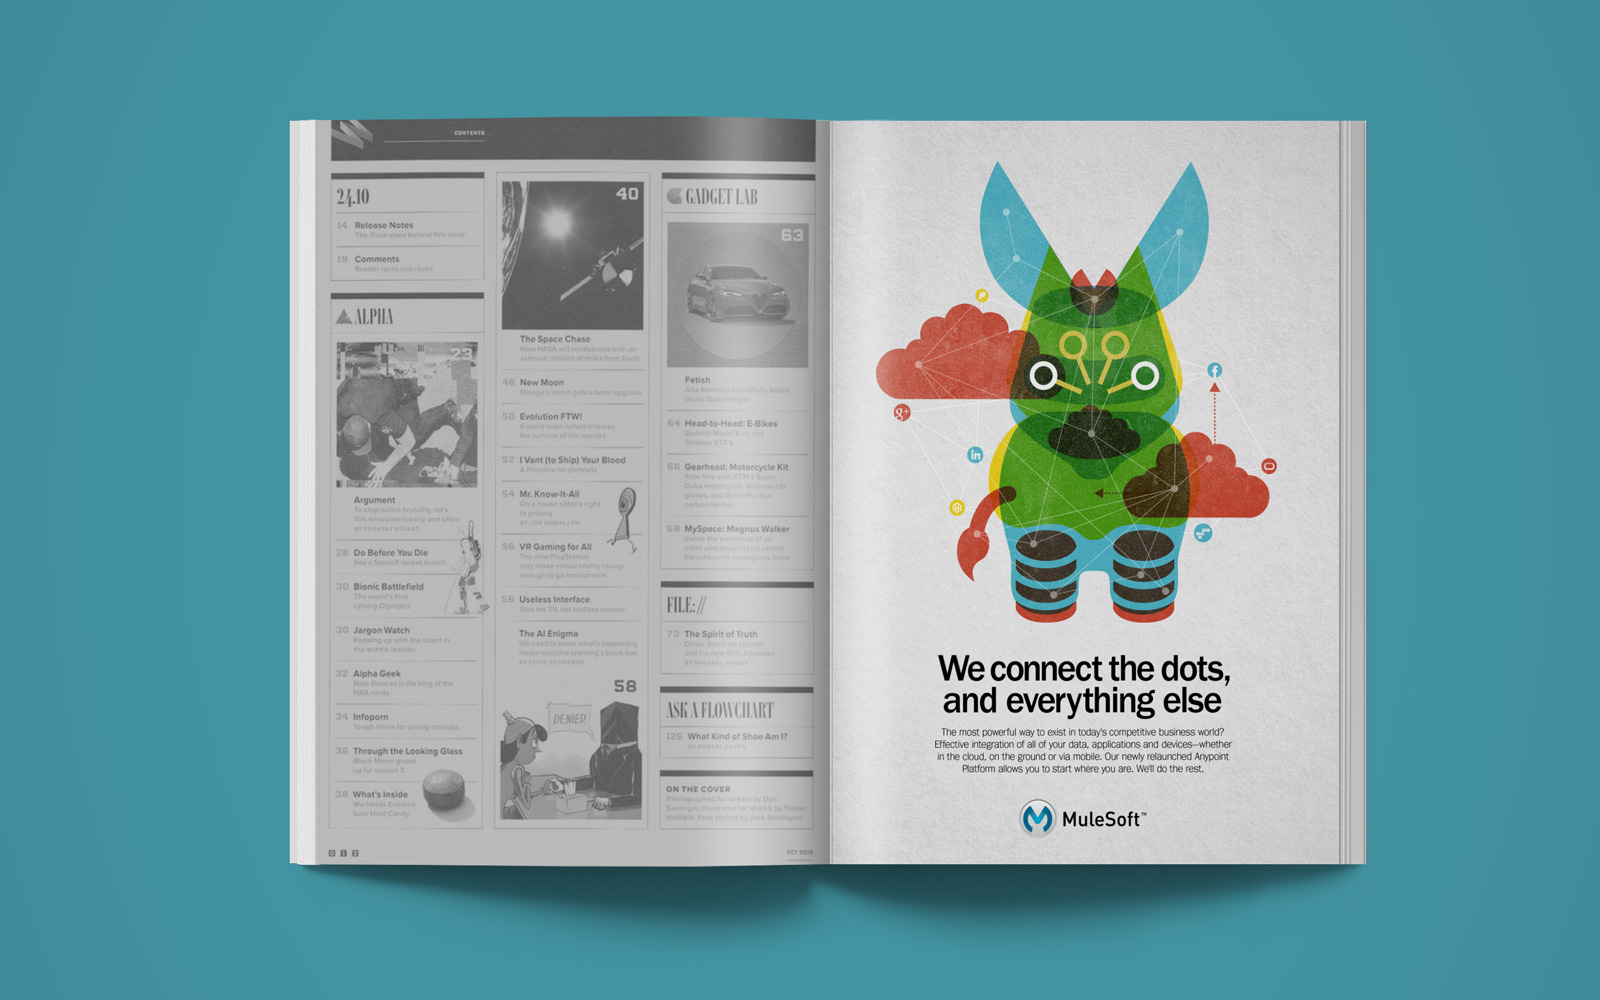 CONTENTS
24.10
14 Release Notes
The illustrators behind this issue
19 Comments
Reader rants and raves
ALPHA
23
Argument
To stop police brutality, let's
film encounters early and often
BY FORREST STUART
28 Do Before You Die
See a SpaceX rocket launch
30 Bionic Battlefield
The world's first
cyborg Olympics
30 Jargon Watch
Keeping up with the latest in
the WIRED lexicon
32 Alpha Geek
Nate Duncan is the king of the
NBA nerds
34 Infoporn
Tough times for young startups
36 Through the Looking Glass
Black Mirror grows
up for season 3
38 What's Inside
Warheads Extreme
Sour Hard Candy
40
The Space Chase
How NASA will rendezvous with an
asteroid millions of miles from Earth
46 New Moon
Omega's watch gets a lunar upgrade
50 Evolution FTW!
6 weird ways nature ensures
the survival of the species
52 I Vant (to Ship) Your Blood
A Priceline for platelets
54 Mr. Know-It-All
On a house sitter's right
to privacy
BY JON MOOALLEM
56 VR Gaming for All
The new PlayStation
may make virtual reality cheap
enough to go mainstream
56 Useless Interface
Give me TV, not endless menus!
The AI Enigma
We need to know what's happening
inside machine learning's black box
BY CLIVE THOMPSON
58
DENIED.
GADGET LAB
63
Fetish
Alfa Romeo's beautifully brutal
Giulia Quadrifoglio
64 Head-to-Head: E-Bikes
Budnitz Model E vs. the
Stromer ST2 S
66 Gearhead: Motorcycle Kit
Ride free with KTM's Super
Duke motorcycle, Velomacchi
gloves, and Bell's Pro Star
carbon helmet
68 MySpace: Magnus Walker
Inside the workshop of an
artist who doesn't just collect
Porsches—he reimagines them
FILE://
73 The Spirit of Truth
Oliver Stone on secrets
and his new film, Snowden
BY MICHAEL HAINEY
ASK A FLOWCHART
126 What Kind of Shoe Am I?
BY ROBERT CAPPS
ON THE COVER
Photographed for WIRED by Dan
Saelinger. Illustrated for WIRED by Tinker
Hatfield. Prop styling by
OCT 2016
P
g+
f
in
We connect the dots,
and everything else
The most powerful way to exist in today's competitive business world?
Effective integration of all of your data, applications and devices—whether
in the cloud, on the ground or via mobile. Our newly relaunched Anypoint
Platform allows you to start where you are. We'll do the rest.
MuleSoft™